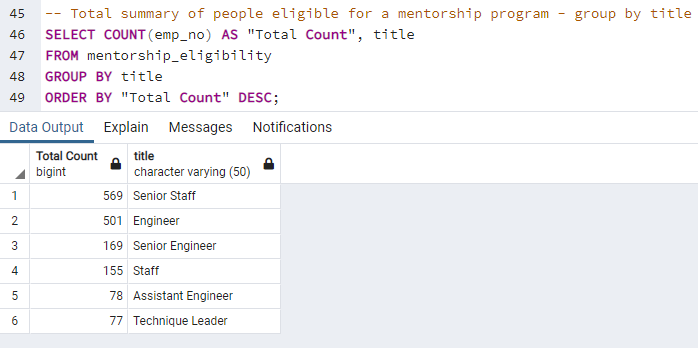 45 -- Total summary of people eligible for a mentorship program - group by title
46 SELECT COUNT(emp_no) AS "Total Count", title
47 FROM mentorship_eligibility
48 GROUP BY title
49 ORDER BY "Total Count" DESC;
Data Output Explain Messages Notifications
Total Count title
bigint character varying (50)
1 569 Senior Staff
2 501 Engineer
3 169 Senior Engineer
4 155 Staff
5 78 Assistant Engineer
6 77 Technique Leader